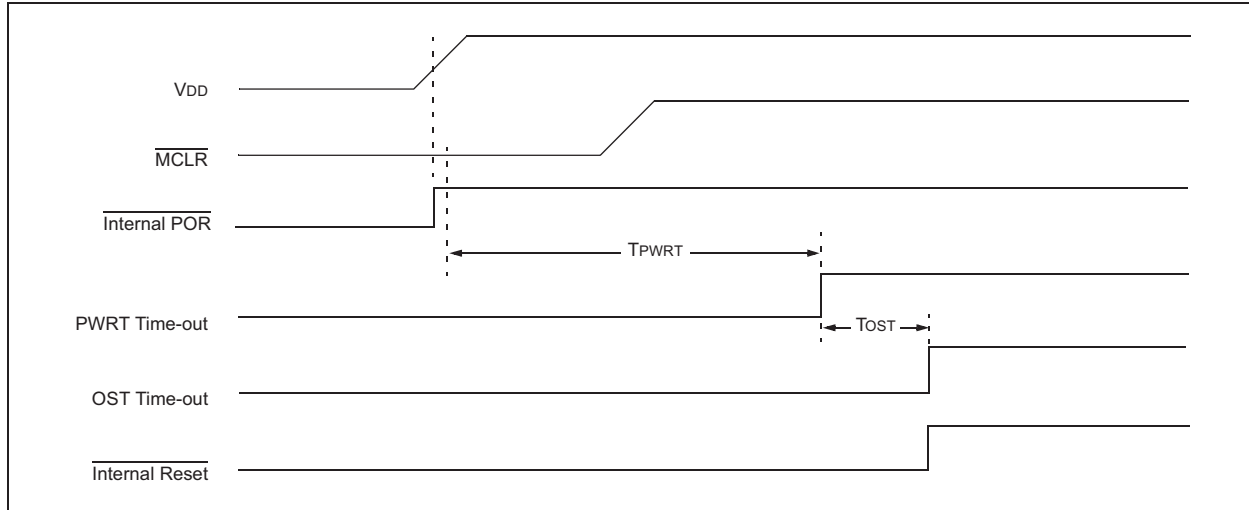 VDD
MCLR
Internal POR
TPWRT
PWRT Time-out
TOST
OST Time-out
Internal Reset